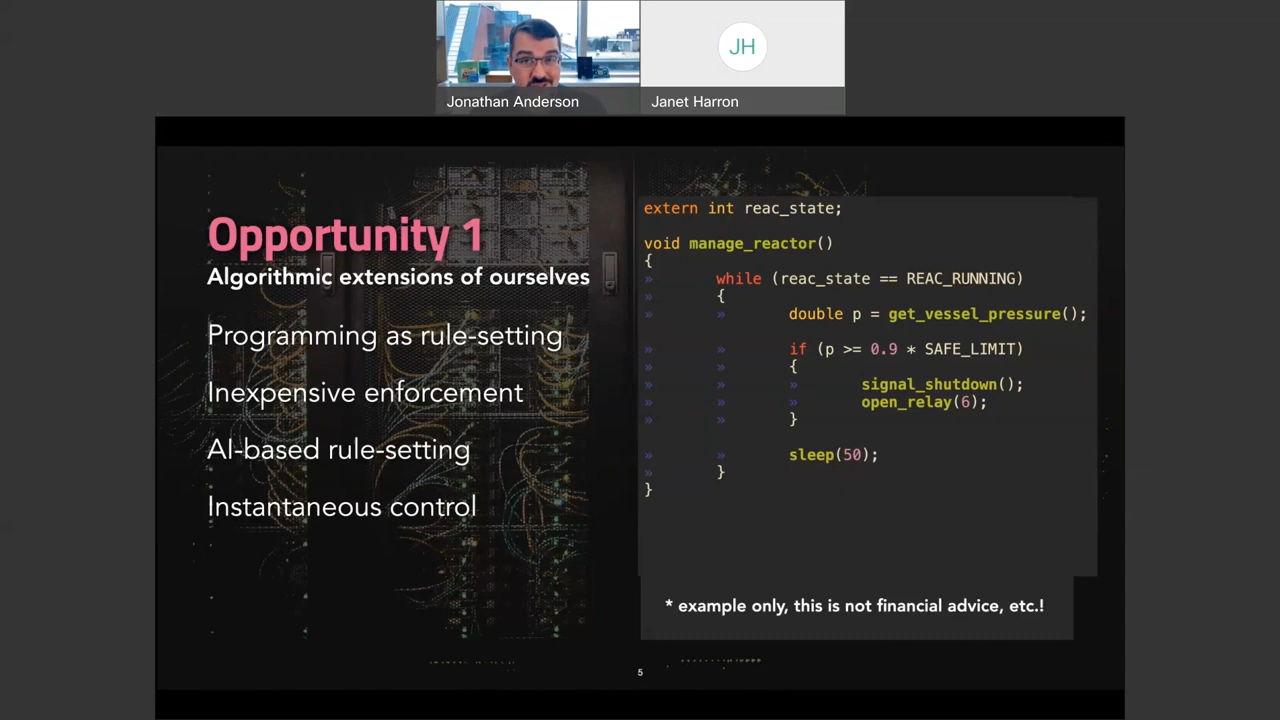 JH
Jonathan Anderson
Janet Harron
Opportunity 1
Algorithmic extensions of ourselves
Programming as rule-setting
Inexpensive enforcement
AI-based rule-setting
Instantaneous control
extern int reac_state;
void manage_reactor()
{
»	while (reac_state == REAC_RUNNING)
»	{
»	»	double p = get_vessel_pressure();
»	»	if (p >= 0.9 * SAFE_LIMIT)
»	»	{
»	»	»	signal_shutdown();
»	»	»	open_relay(6);
»	»	}
»	»	sleep(50);
»	}
}
* example only, this is not financial advice, etc.!
5